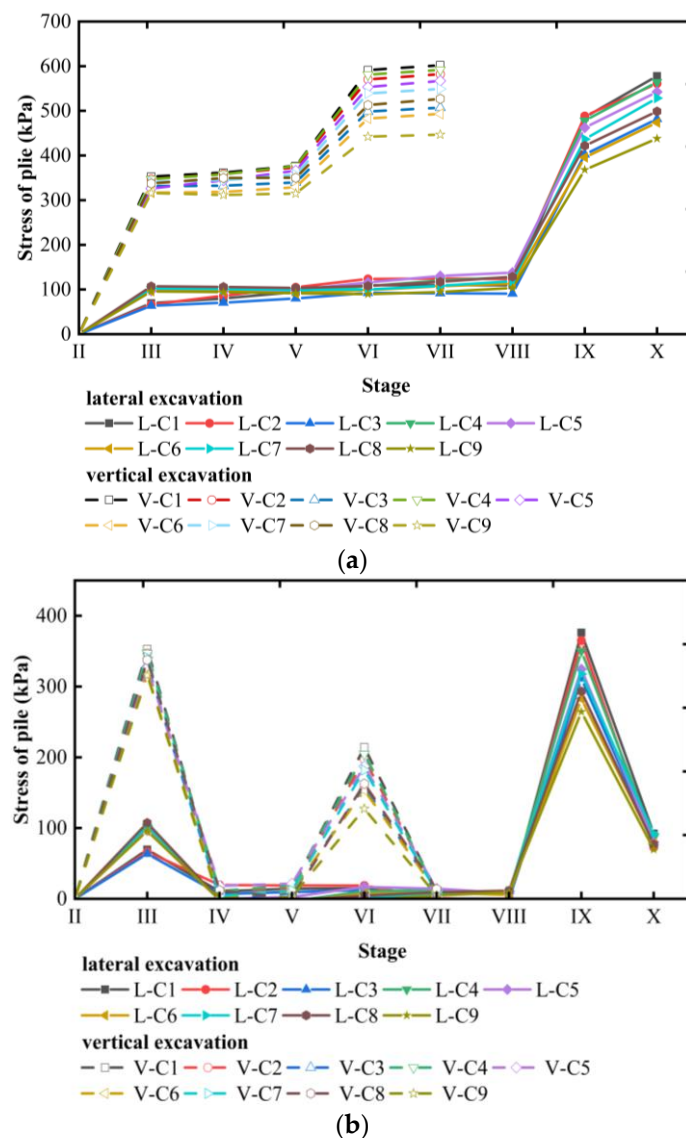 700
600
500
400
300
200
100
0
Stress of plie (kPa)
II III IV V VI VII VIII IX X
Stage
lateral excavation
L-C1 L-C2 L-C3 L-C4 L-C5
L-C6 L-C7 L-C8 L-C9
vertical excavation
V-C1 V-C2 V-C3 V-C4 V-C5
V-C6 V-C7 V-C8 V-C9
(a)
400
300
200
100
0
Stress of pile (kPa)
II III IV V VI VII VIII IX X
Stage
lateral excavation
L-C1 L-C2 L-C3 L-C4 L-C5
L-C6 L-C7 L-C8 L-C9
vertical excavation
V-C1 V-C2 V-C3 V-C4 V-C5
V-C6 V-C7 V-C8 V-C9
(b)